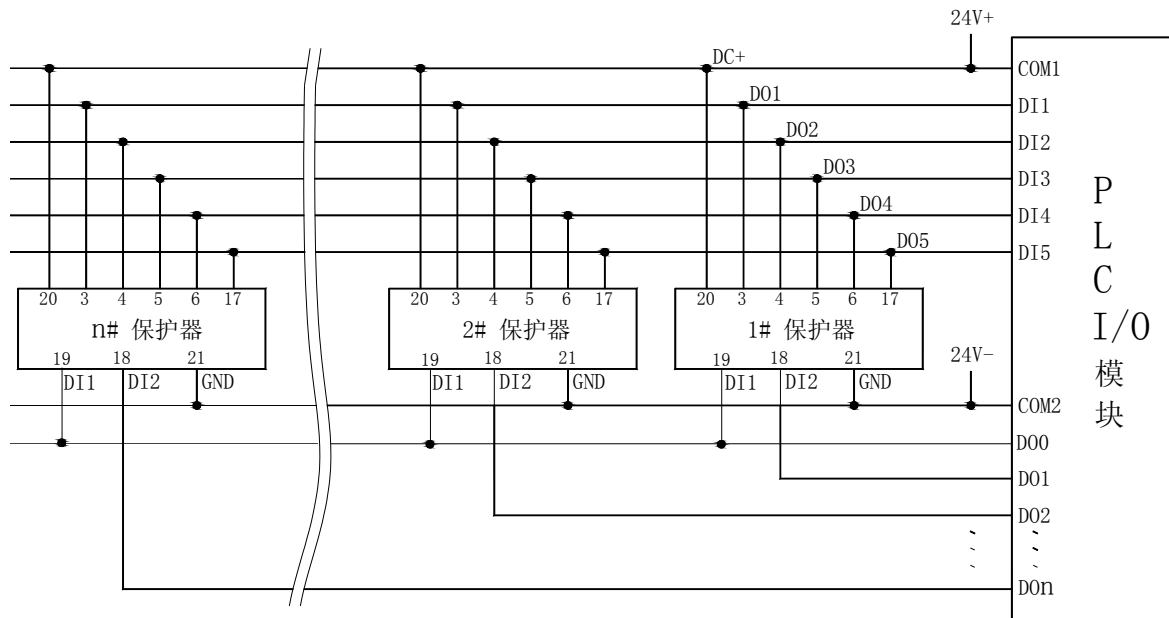 24V+
DC+
COM1
DO1
DI1
DO2
DI2
DO3
DI3
DO4
DI4
DO5
DI5
20 3 4 5 6 17
20 3 4 5 6 17
20 3 4 5 6 17
n# 保护器
2# 保护器
1# 保护器
19 18 21
19 18 21
19 18 21
DI1 DI2 GND
DI1 DI2 GND
DI1 DI2 GND
24V-
COM2
DO0
DO1
DO2
DOn
P
L
C
I/O
模
块